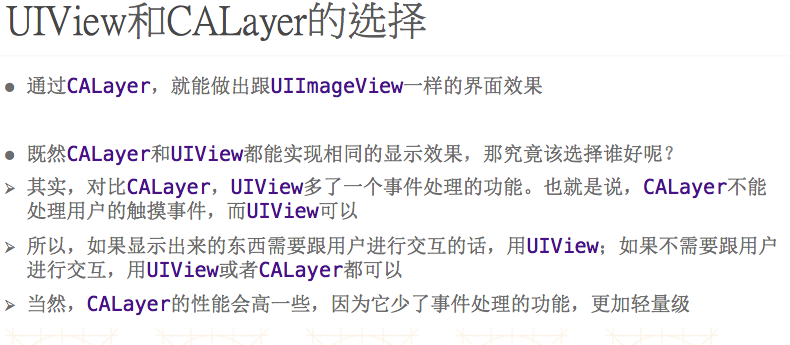 UIView和CALayer的选择
通过CALayer，就能做出跟UIImageView一样的界面效果
既然CALayer和UIView都能实现相同的显示效果，那究竟该选择谁好呢？
其实，对比CALayer，UIView多了一个事件处理的功能。也就是说，CALayer不能
处理用户的触摸事件，而UIView可以
所以，如果显示出来的东西需要跟用户进行交互的话，用UIView；如果不需要跟用户
进行交互，用UIView或者CALayer都可以
当然，CALayer的性能会高一些，因为它少了事件处理的功能，更加轻量级